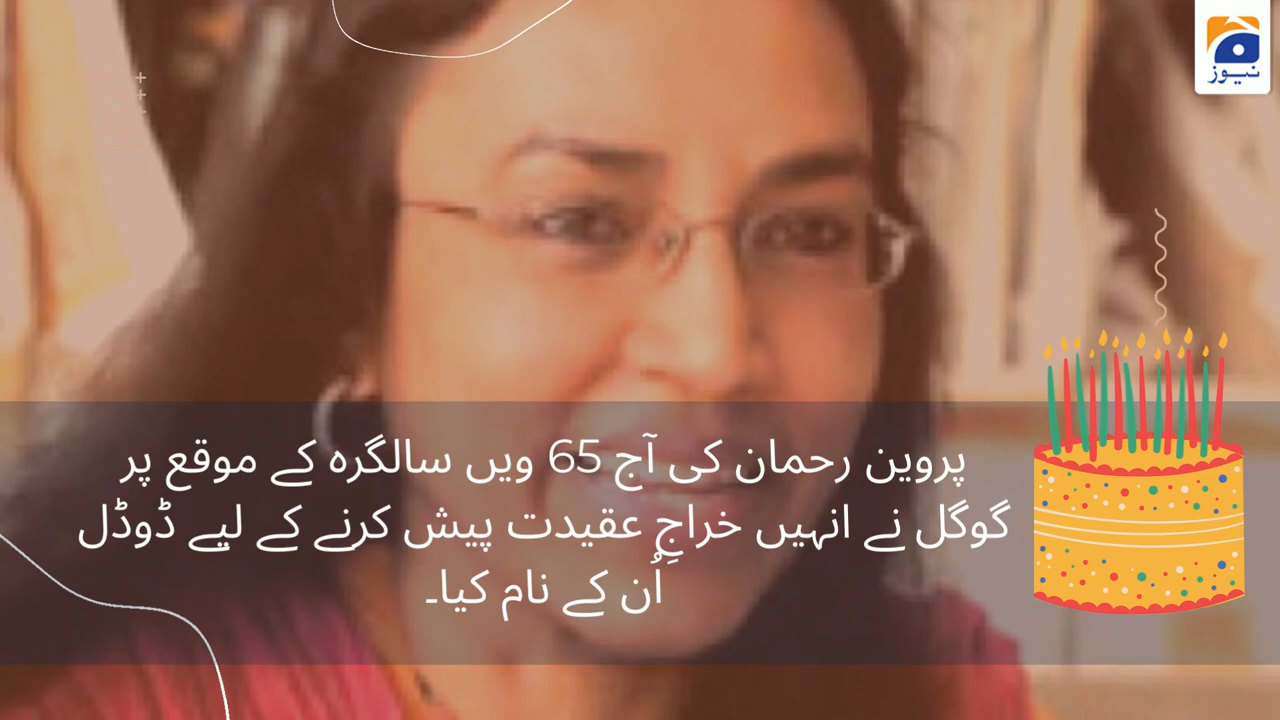 نیوز
پروین رحمان کی آج 65 ویں سالگرہ کے موقع پر
گوگل نے انہیں خراجِ عقیدت پیش کرنے کے لیے ڈوڈل
اُن کے نام کیا۔